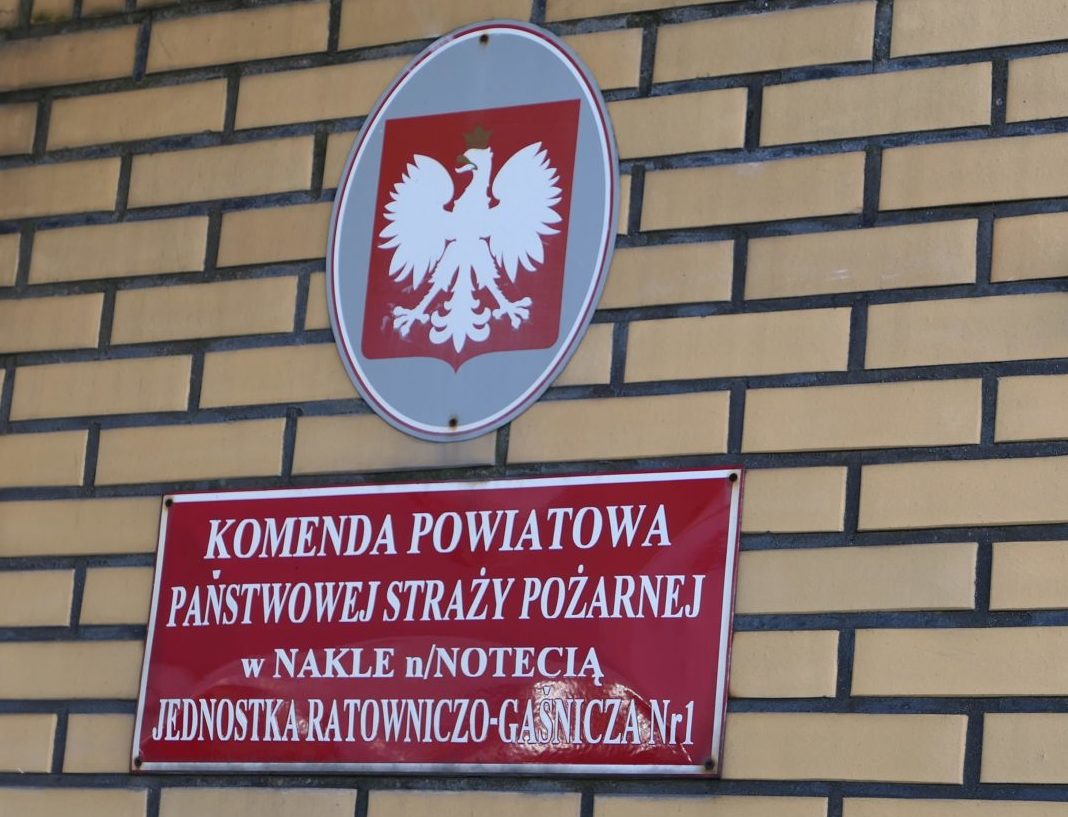 KOMENDA POWIATOWA
PAŃSTWOWEJ STRAŻY POŻARNEJ
w NAKLE n/NOTECIĄ
JEDNOSTKA RATOWNICZO-GAŚNICZA Nr1